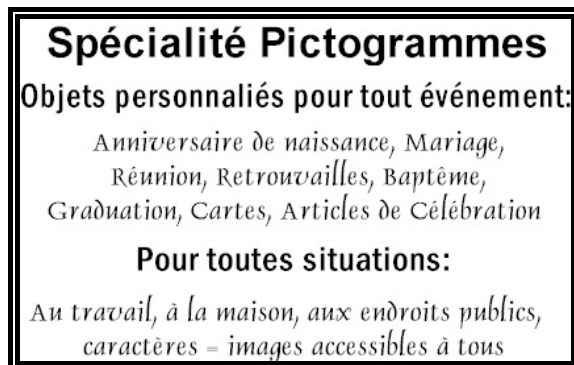 Spécialité Pictogrammes
Objets personnaliés pour tout événement:
Anniversaire de naissance, Mariage,
Réunion, Retrouvailles, Baptême,
Graduation, Cartes, Articles de Célébration
Pour toutes situations:
Au travail, à la maison, aux endroits publics,
caractères = images accessibles à tous